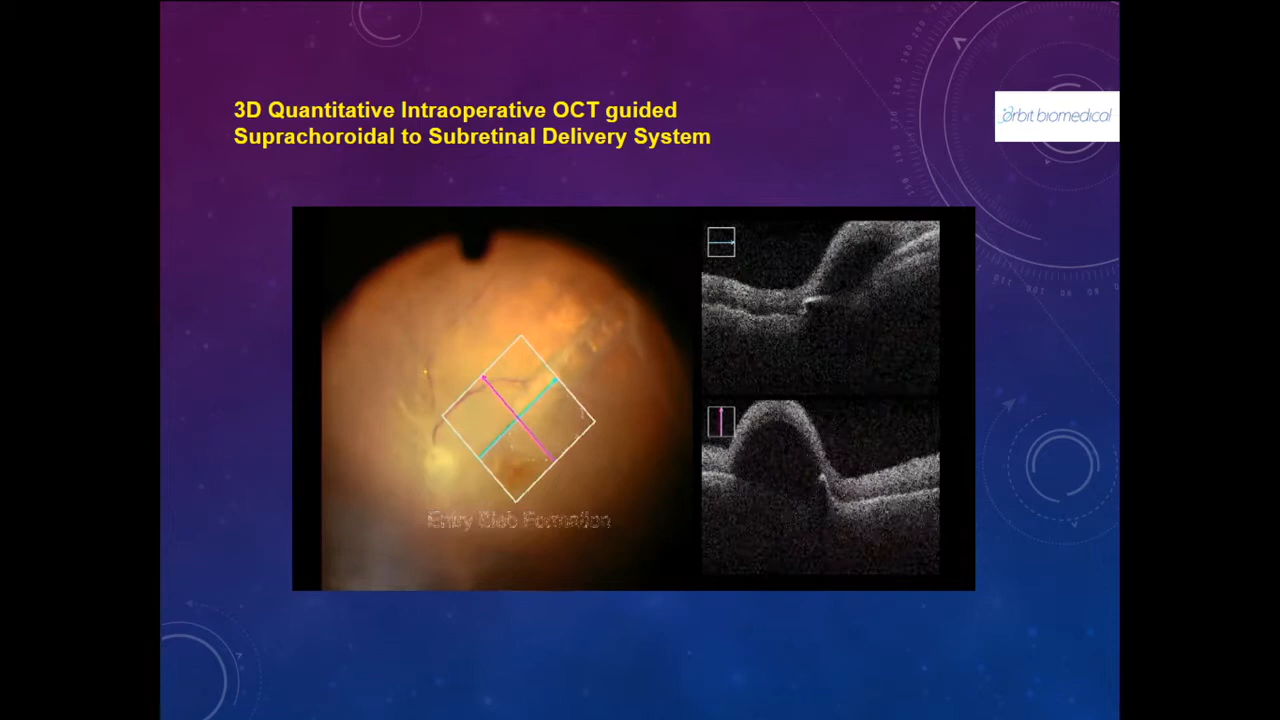 3D Quantitative Intraoperative OCT guided
Suprachoroidal to Subretinal Delivery System
orbit biomedical
Entry Bleb Formation